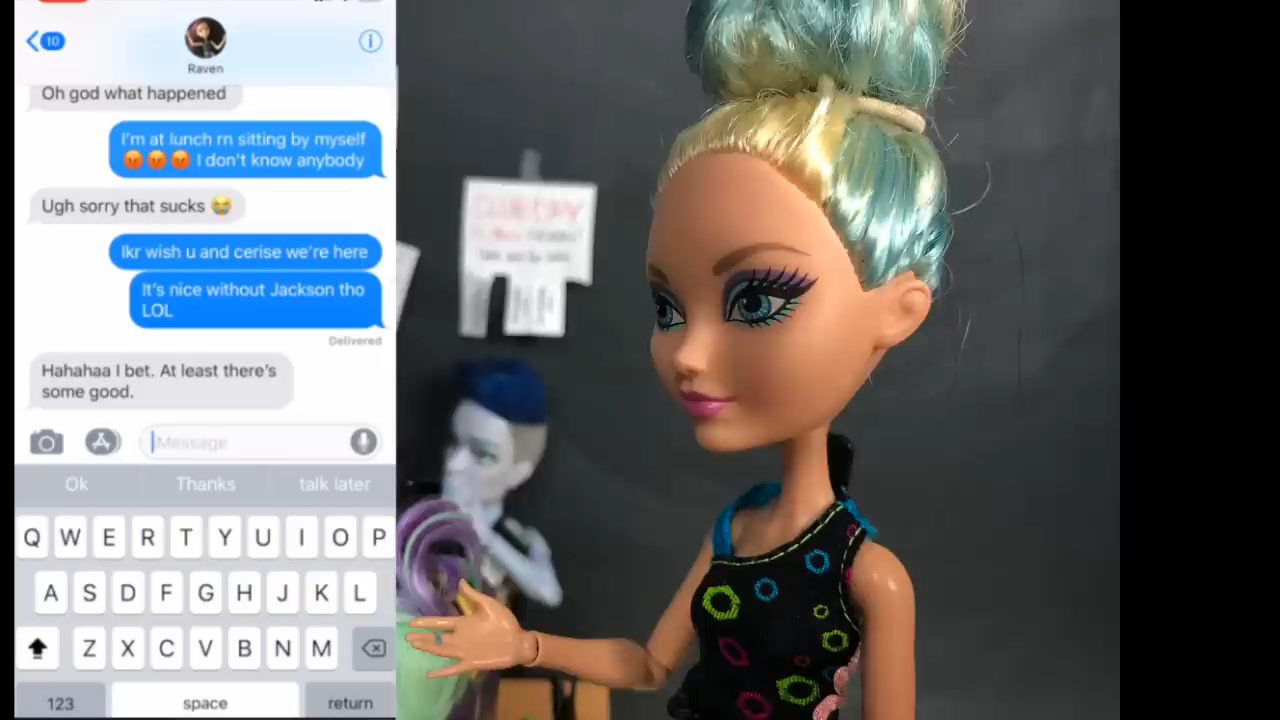 10
Raven
Oh god what happened
I'm at lunch rn sitting by myself
😡😡😡 I don't know anybody
Ugh sorry that sucks 😭
Ikr wish u and cerise we're here
It's nice without Jackson tho
LOL
Delivered
Hahahaa I bet. At least there's
some good.
Message
Ok Thanks talk later
Q W E R T Y U I O P
A S D F G H J K L
Z X C V B N M
123 space return